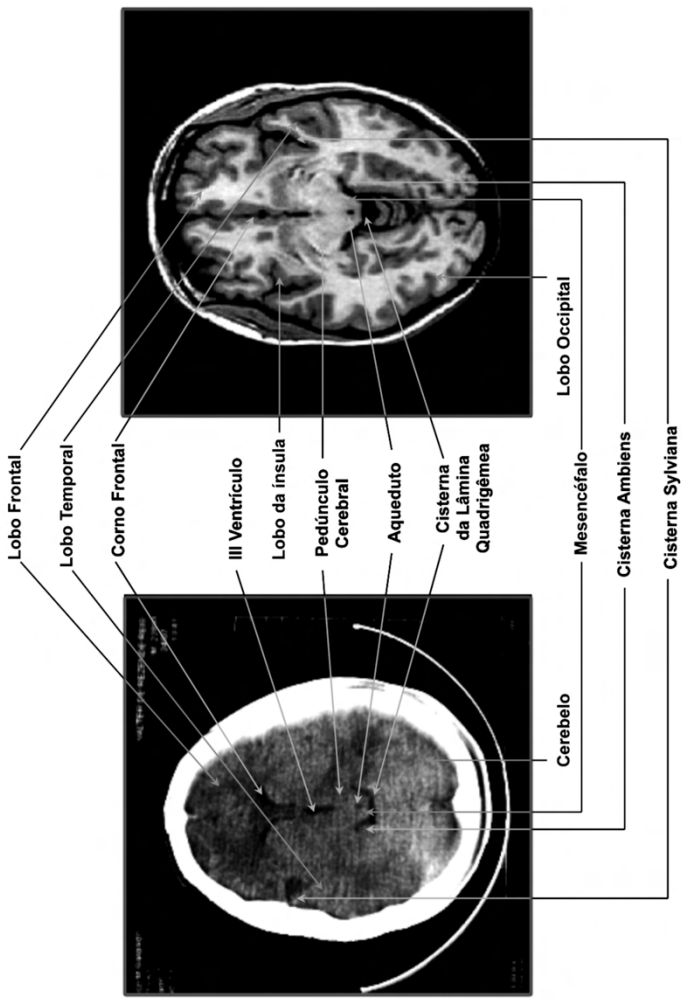 Lobo Frontal
Lobo Temporal
Corno Frontal
III Ventrículo
Lobo da ínsula
Pedúnculo
Cerebral
Aqueduto
Cisterna
da Lâmina
Quadrigêmea
Lobo Occipital
Cerebelo
Mesencéfalo
Cisterna Ambiens
Cisterna Sylviana